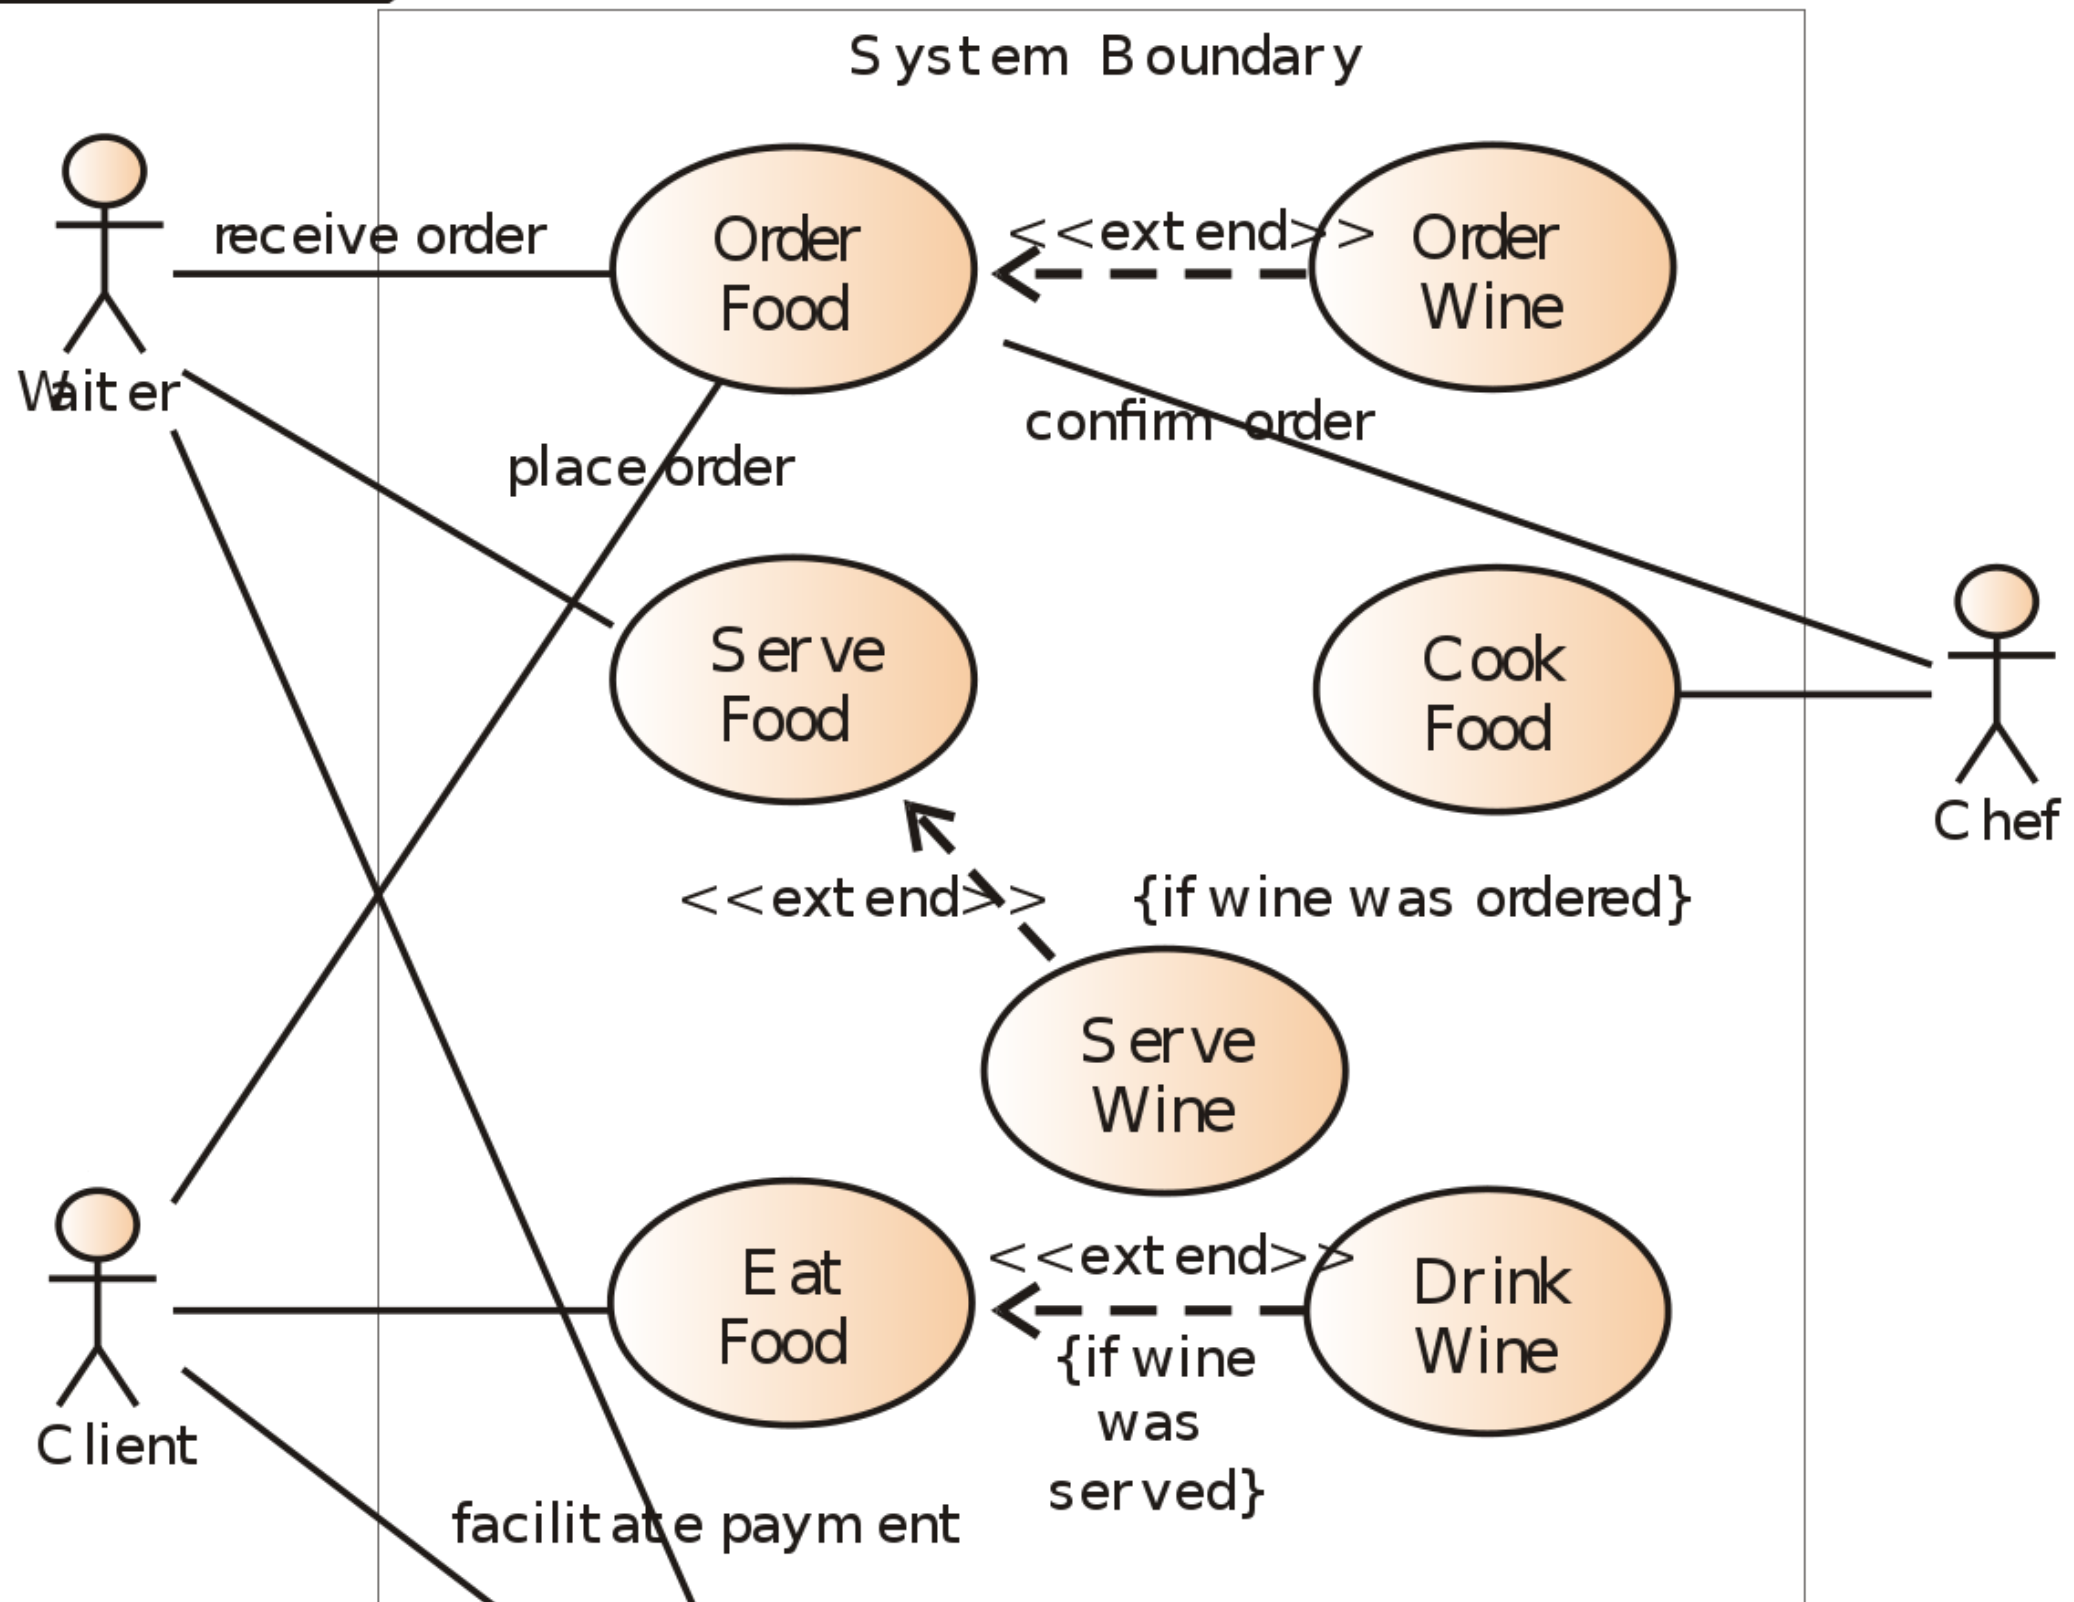 System Boundary
receive order
Order
Food
<<extend>>
Order
Wine
Waiter
confirm order
place order
Serve
Food
Cook
Food
Chef
<<extend>>
{if wine was ordered}
Serve
Wine
Eat
Food
<<extend>>
Drink
Wine
{if wine
was
served}
Client
facilitate payment